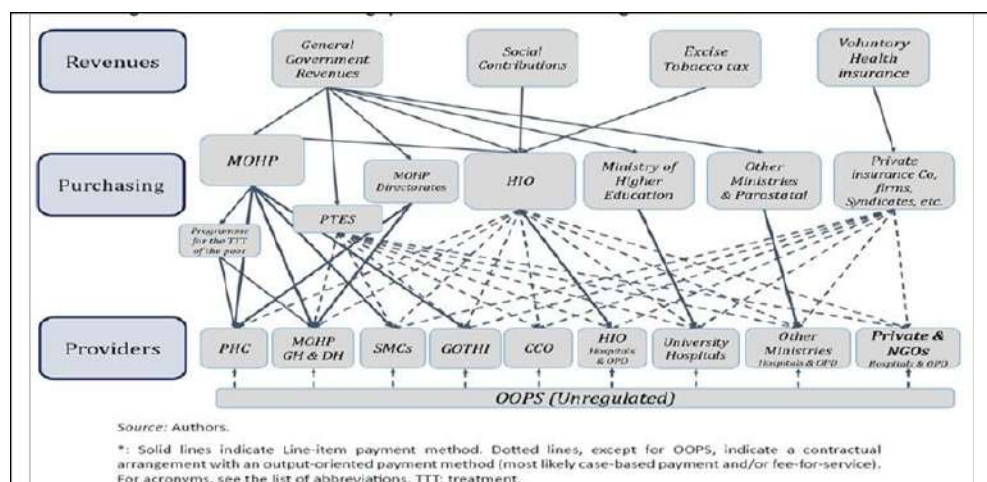 Revenues
General
Government
Revenues
Social
Contributions
Excise
Tobacco tax
Voluntary
Health
insurance
Purchasing
MOHP
MOHP
Directorates
PTES
Programme
for the TTT
of the poor
HIO
Ministry of
Higher
Education
Other
Ministries
& Parastatal
Private
insurance Co,
firms,
Syndicates, etc.
Providers
PHC
MOHP
GH & DH
SMCs
GOTHI
CCO
HIO
Hospitals
& OPD
University
Hospitals
Other
Ministries
Hospitals & OPD
Private &
NGOs
Hospitals & OPD
OOPS (Unregulated)
Source: Authors.
*: Solid lines indicate Line-item payment method. Dotted lines, except for OOPS, indicate a contractual
arrangement with an output-oriented payment method (most likely case-based payment and/or fee-for-service).
For acronyms, see the list of abbreviations. TTT: treatment.